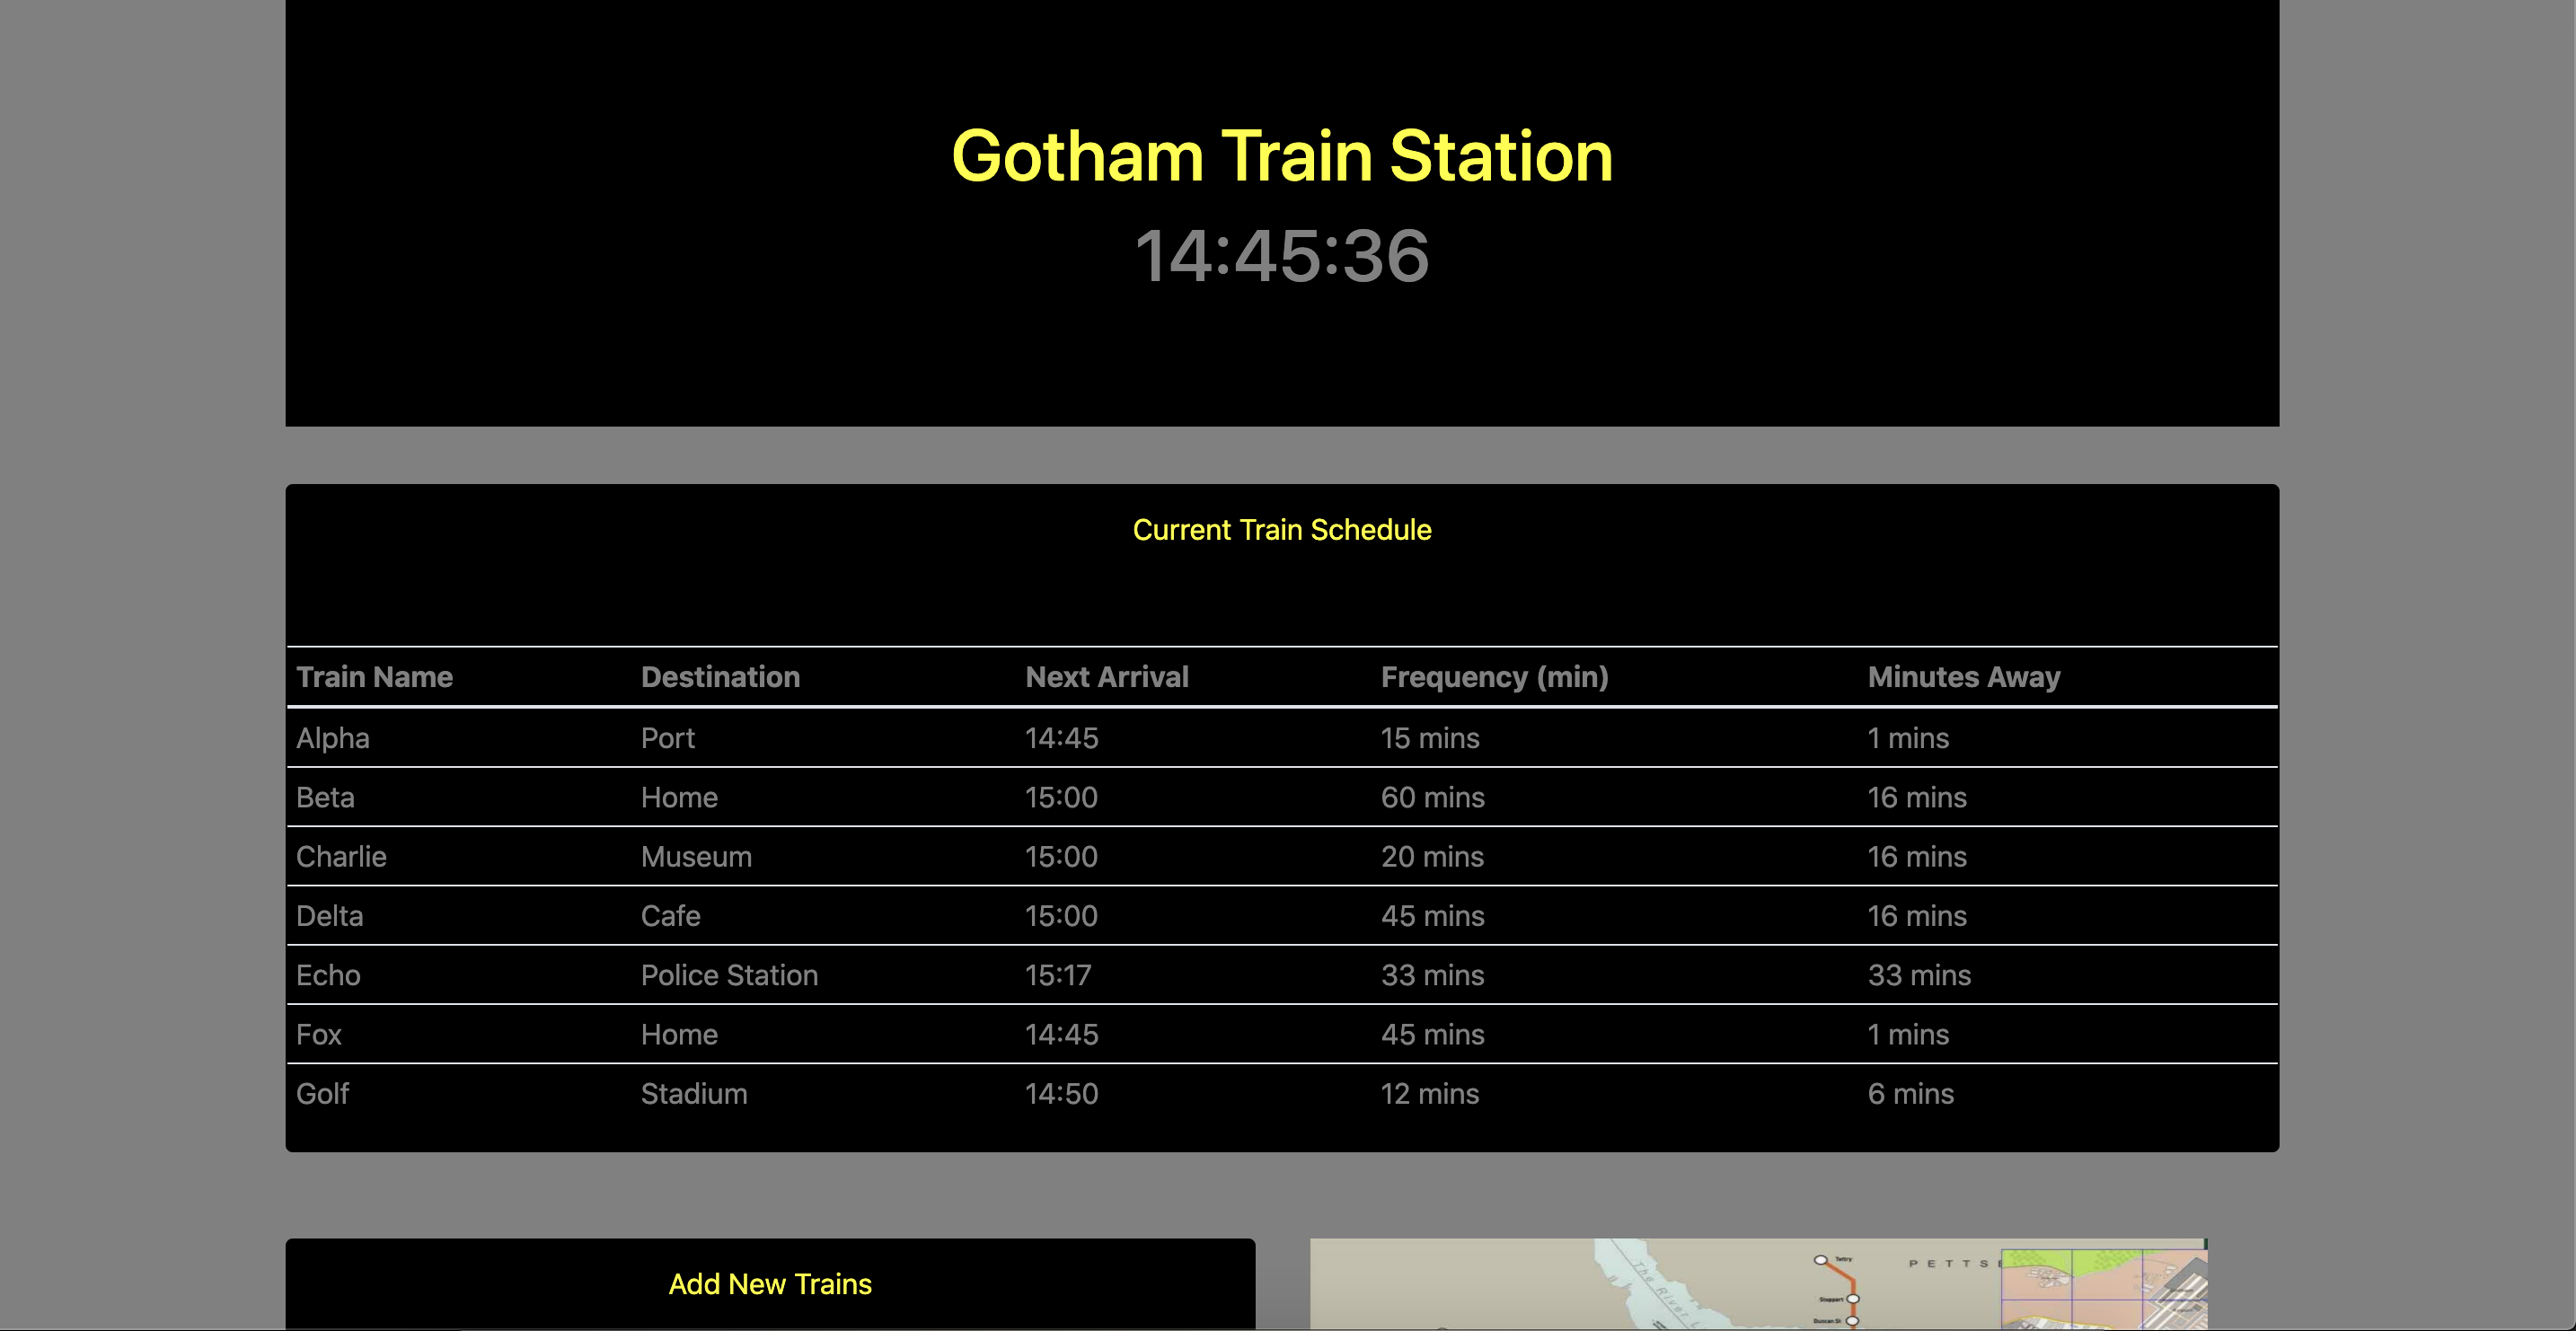 Gotham Train Station
14:45:36
Current Train Schedule
Train Name Destination Next Arrival Frequency (min) Minutes Away
Alpha Port 14:45 15 mins 1 mins
Beta Home 15:00 60 mins 16 mins
Charlie Museum 15:00 20 mins 16 mins
Delta Cafe 15:00 45 mins 16 mins
Echo Police Station 15:17 33 mins 33 mins
Fox Home 14:45 45 mins 1 mins
Golf Stadium 14:50 12 mins 6 mins
Add New Trains
The River
Duncan St